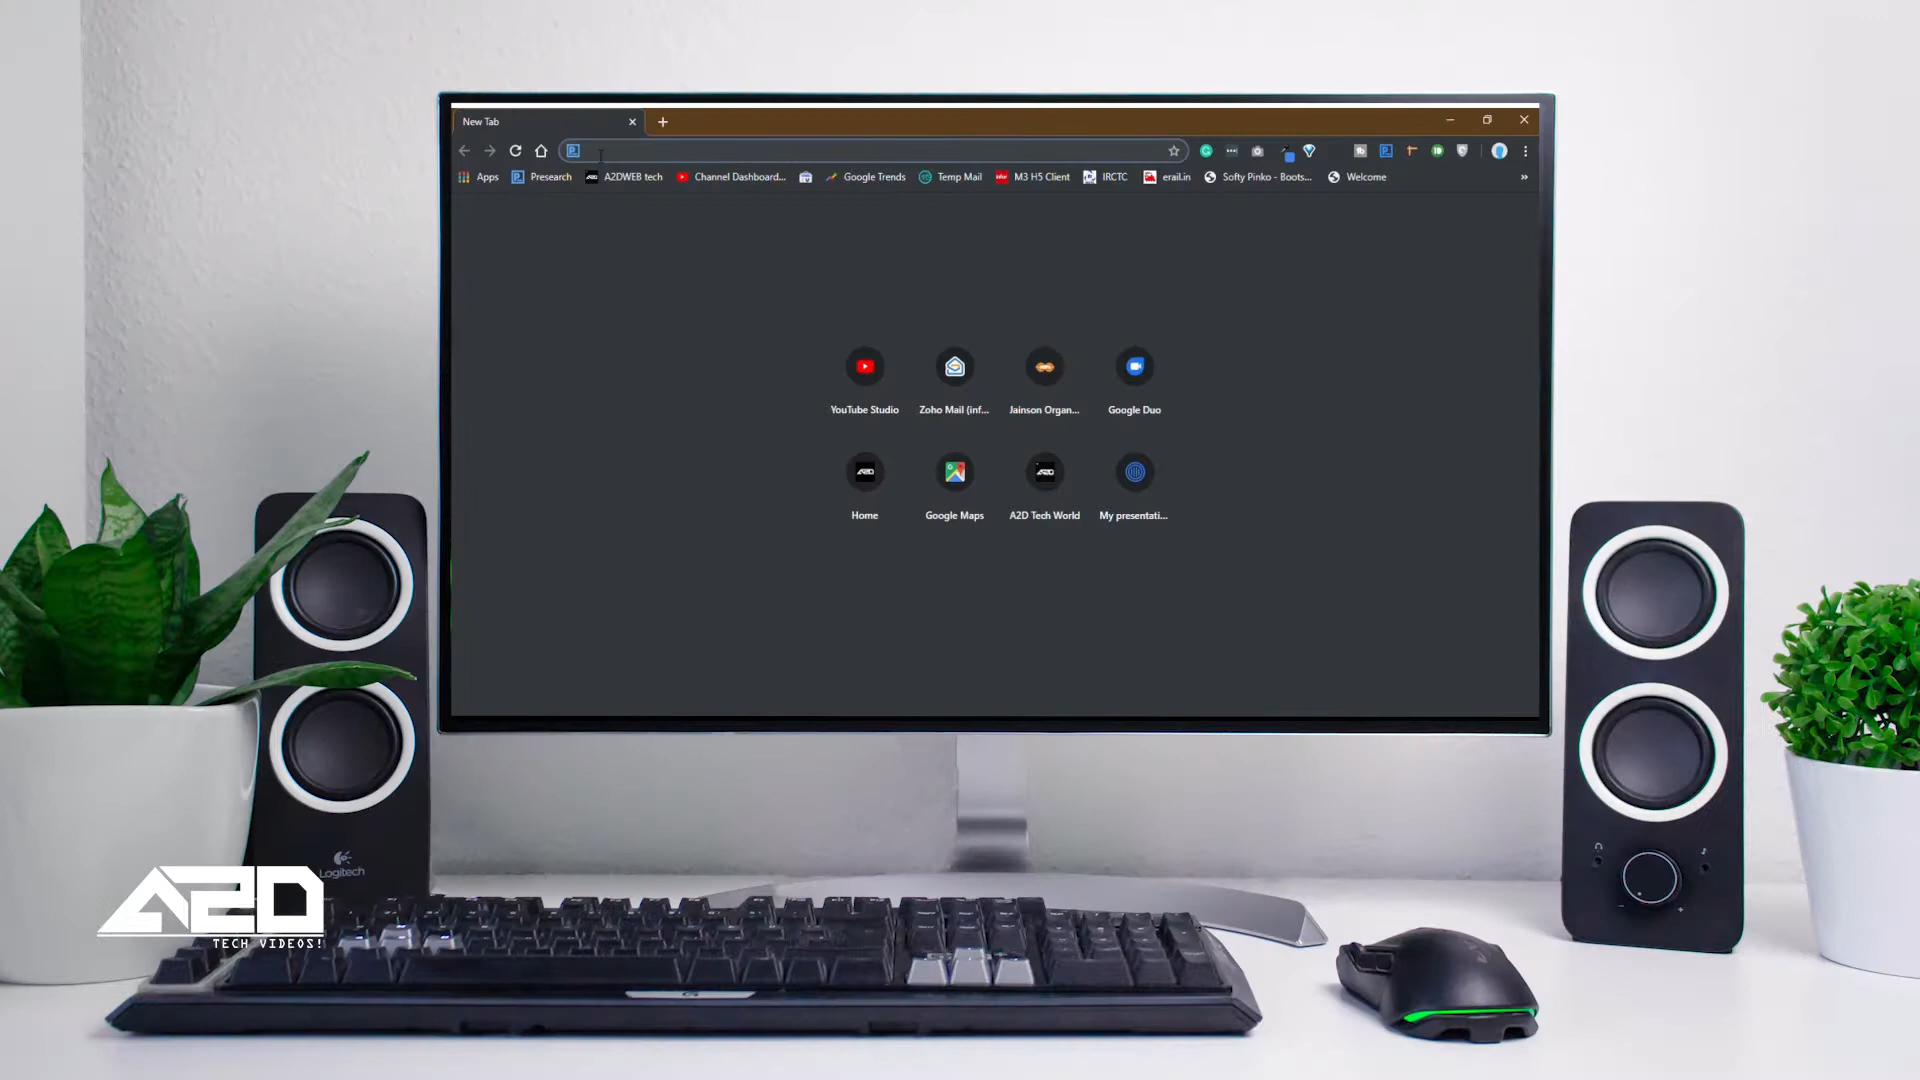 New Tab
Apps Presearch A2DWEB tech Channel Dashboard... Google Trends Temp Mail M3 H5 Client IRCTC erail.in Softy Pinko - Boots... Welcome
YouTube Studio Zoho Mail (inf... Jainson Organ... Google Duo
Home Google Maps A2D Tech World My presentati...
Logitech
A2D
TECH VIDEOS!